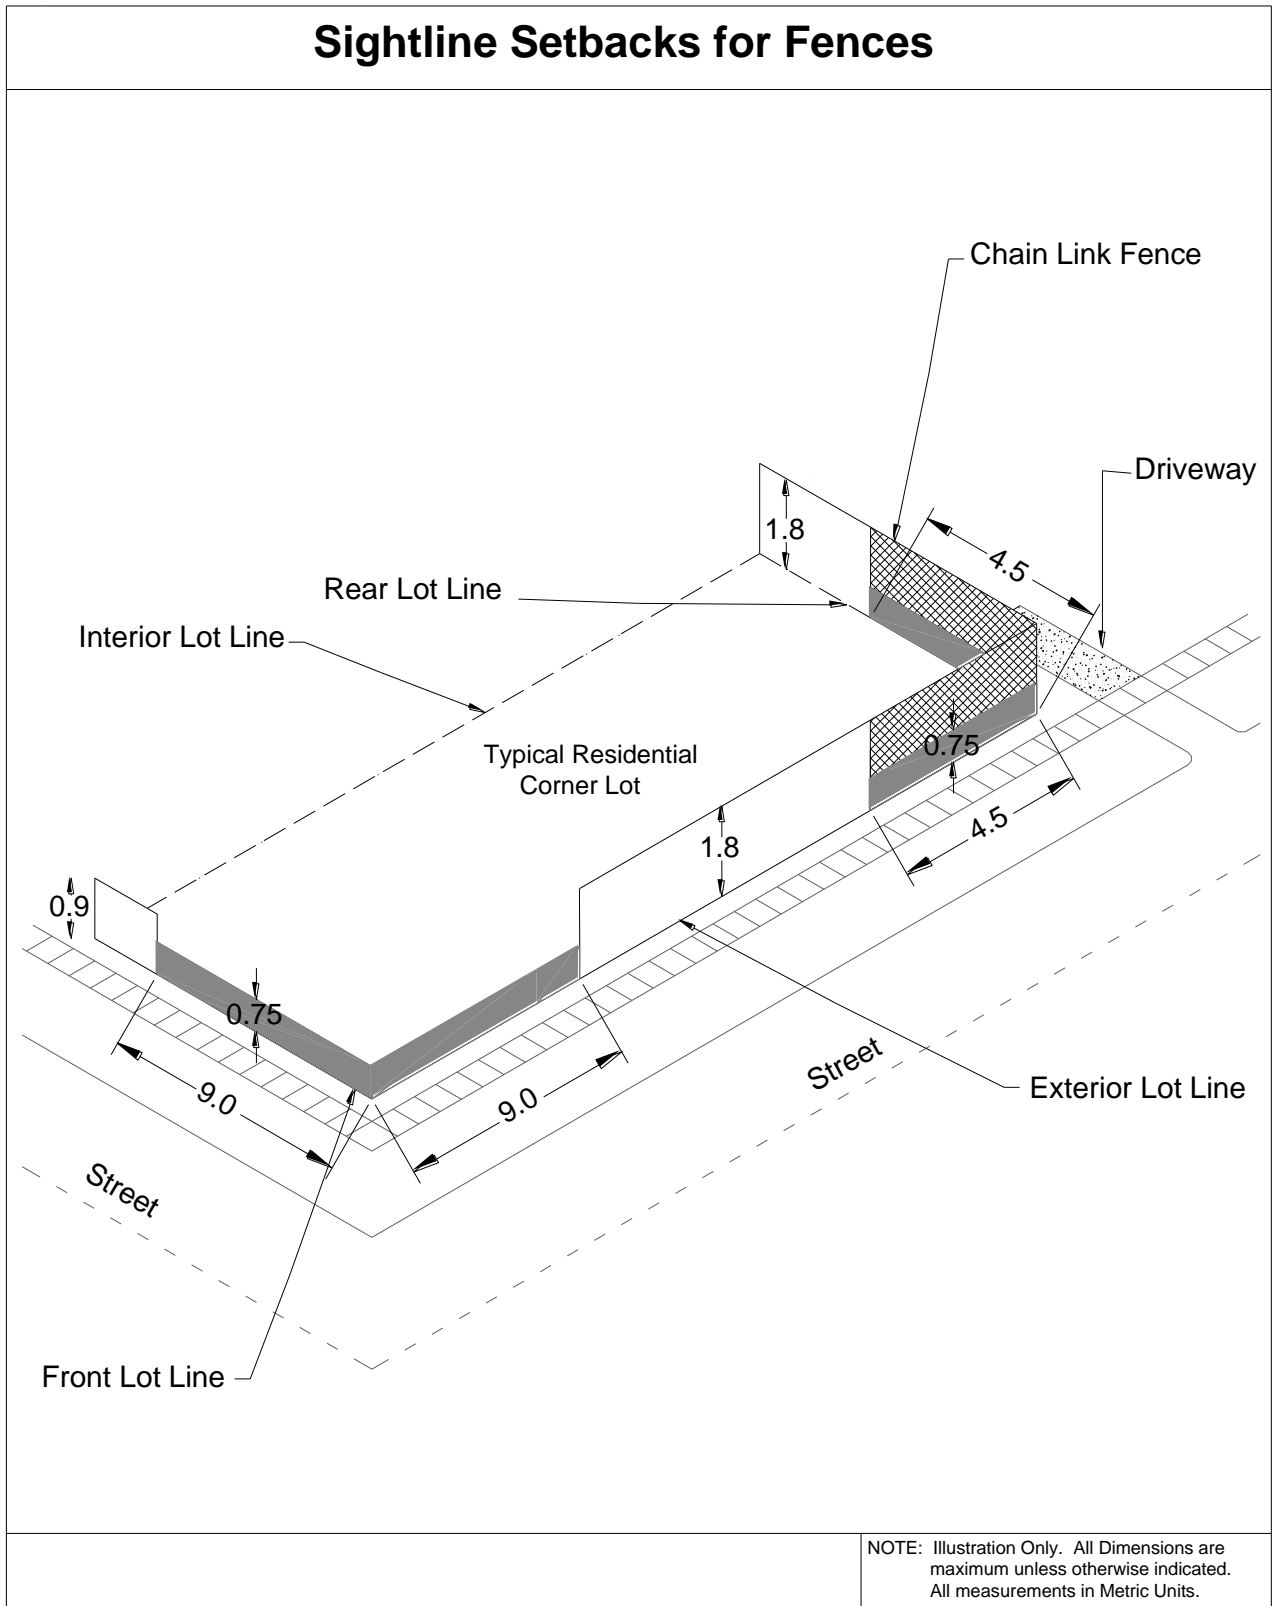 Sightline Setbacks for Fences
Chain Link Fence
Driveway
1.8
4.5
Rear Lot Line
Interior Lot Line
Typical Residential
Corner Lot
0.75
4.5
1.8
0.9
0.75
9.0
9.0
Street
Exterior Lot Line
Street
Front Lot Line
NOTE: Illustration Only. All Dimensions are
maximum unless otherwise indicated.
All measurements in Metric Units.